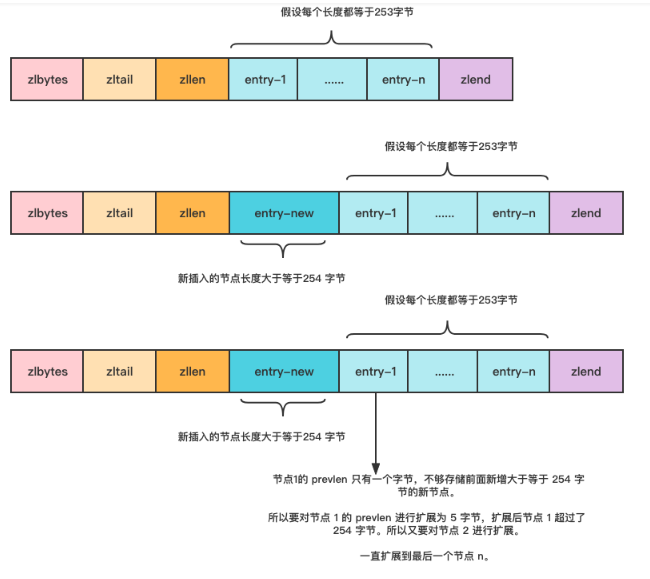 假设每个长度都等于253字节
zlbytes zltail zllen entry-1 ...... entry-n zlend
假设每个长度都等于253字节
zlbytes zltail zllen entry-new entry-1 ...... entry-n zlend
新插入的节点长度大于等于254 字节
假设每个长度都等于253字节
zlbytes zltail zllen entry-new entry-1 ...... entry-n zlend
新插入的节点长度大于等于254 字节
节点1的 prevlen 只有一个字节，不够存储前面新增大于等于 254 字
节的新节点。
所以要对节点 1 的 prevlen 进行扩展为 5 字节，扩展后节点 1 超过了
254 字节。所以又要对节点 2 进行扩展。
一直扩展到最后一个节点 n。